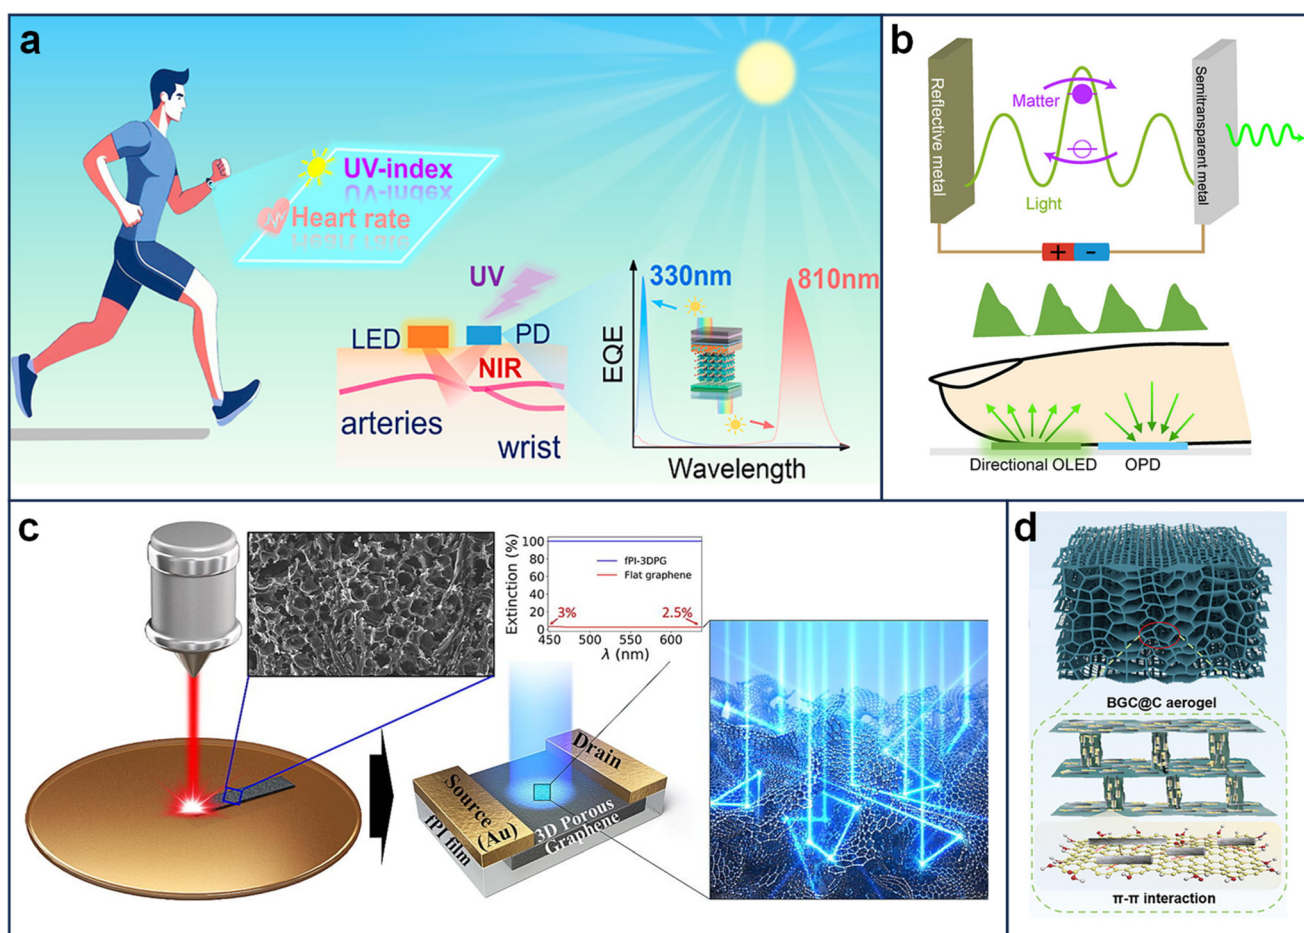 a
UV-index
Heart rate
UV
LED
PD
NIR
arteries
wrist
330nm
810nm
EQE
Wavelength
b
Reflective metal
Matter
Light
Semitransparent metal
+ -
Directional OLED
OPD
c
Extinction (%)
100
80
60
40
20
0
fPI-3DPG
Flat graphene
3%
2.5%
450 500 550 600
λ (nm)
Source
(Au)
Drain
fPI film
3D Porous
Graphene
d
BGC@C aerogel
π-π interaction